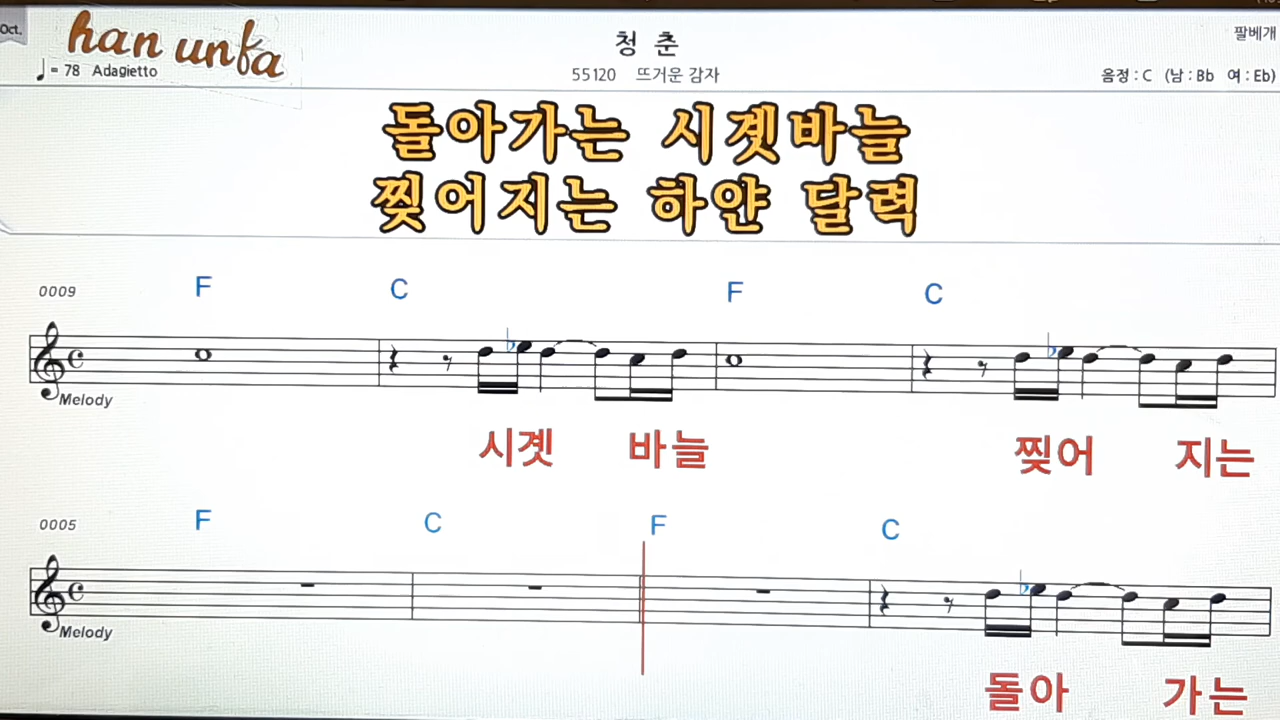 Oct.
han unfa
♩= 78 Adagietto
청 춘
55120 뜨거운 감자
팔베개
음정 : C (남 : Bb 여 : Eb)
돌아가는 시곗바늘
찢어지는 하얀 달력
0009 F C F C
Melody
시곗 바늘 찢어 지는
0005 F C F C
Melody
돌아 가는